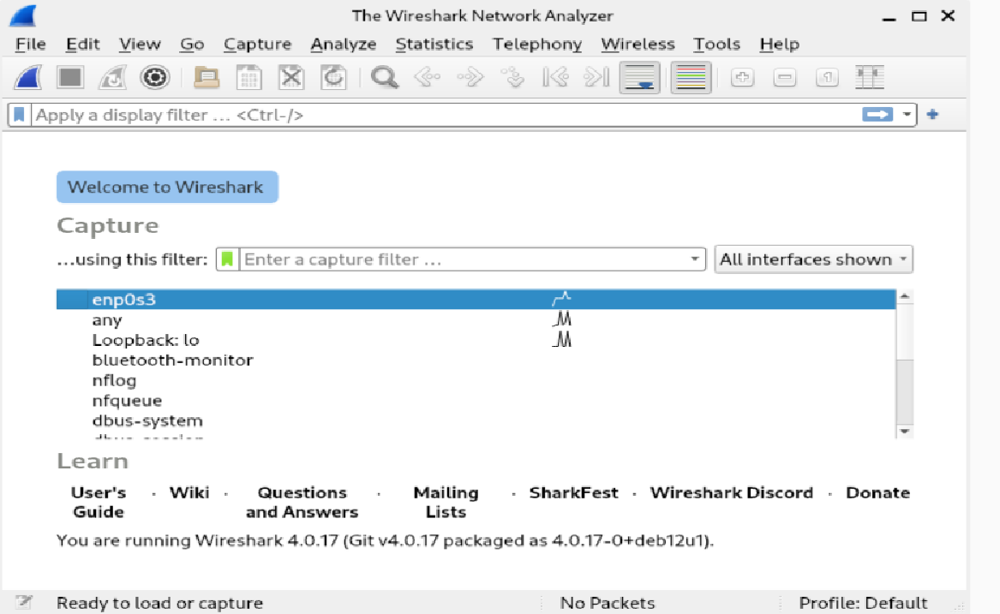 The Wireshark Network Analyzer
File Edit View Go Capture Analyze Statistics Telephony Wireless Tools Help
Apply a display filter ... <Ctrl-/>
Welcome to Wireshark
Capture
...using this filter: Enter a capture filter ... All interfaces shown
enp0s3
any
Loopback: lo
bluetooth-monitor
nflog
nfqueue
dbus-system
Learn
User's Guide · Wiki · Questions and Answers · Mailing Lists · SharkFest · Wireshark Discord · Donate
You are running Wireshark 4.0.17 (Git v4.0.17 packaged as 4.0.17-0+deb12u1).
Ready to load or capture No Packets Profile: Default